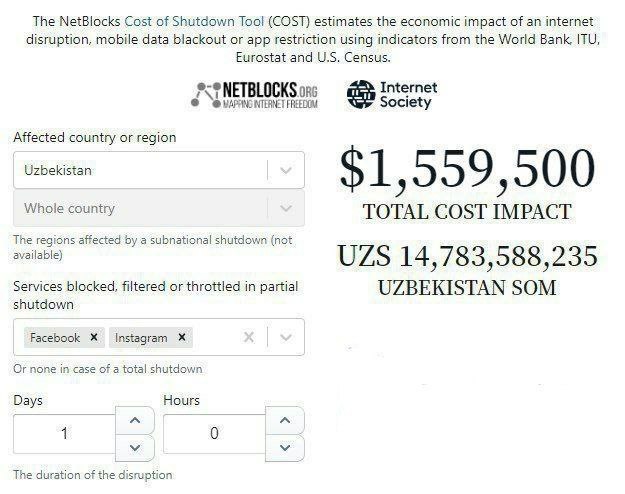 The NetBlocks Cost of Shutdown Tool (COST) estimates the economic impact of an internet
disruption, mobile data blackout or app restriction using indicators from the World Bank, ITU,
Eurostat and U.S. Census.
NETBLOCKS.ORG
MAPPING INTERNET FREEDOM
Internet
Society
Affected country or region
Uzbekistan
Whole country
The regions affected by a subnational shutdown (not
available)
Services blocked, filtered or throttled in partial
shutdown
Facebook x Instagram x
Or none in case of a total shutdown
Days Hours
1 0
The duration of the disruption
$1,559,500
TOTAL COST IMPACT
UZS 14,783,588,235
UZBEKISTAN SOM